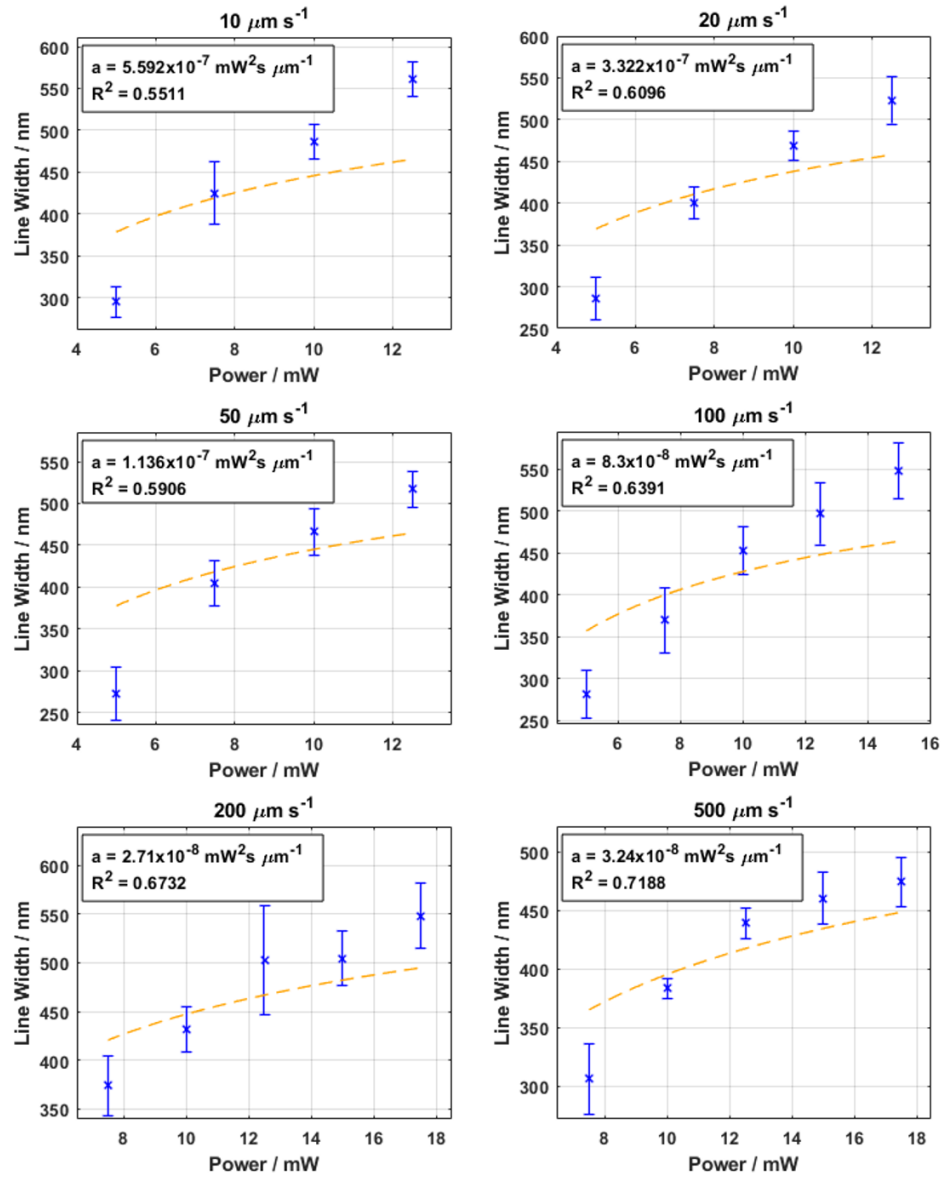 10 μm s⁻¹
a = 5.592x10⁻⁷ mW²s μm⁻¹
R² = 0.5511
Line Width / nm
600
550
500
450
400
350
300
4 6 8 10 12
Power / mW
20 μm s⁻¹
a = 3.322x10⁻⁷ mW²s μm⁻¹
R² = 0.6096
Line Width / nm
600
550
500
450
400
350
300
250
4 6 8 10 12
Power / mW
50 μm s⁻¹
a = 1.136x10⁻⁷ mW²s μm⁻¹
R² = 0.5906
Line Width / nm
550
500
450
400
350
300
250
4 6 8 10 12
Power / mW
100 μm s⁻¹
a = 8.3x10⁻⁸ mW²s μm⁻¹
R² = 0.6391
Line Width / nm
550
500
450
400
350
300
250
6 8 10 12 14 16
Power / mW
200 μm s⁻¹
a = 2.71x10⁻⁸ mW²s μm⁻¹
R² = 0.6732
Line Width / nm
600
550
500
450
400
350
8 10 12 14 16 18
Power / mW
500 μm s⁻¹
a = 3.24x10⁻⁸ mW²s μm⁻¹
R² = 0.7188
Line Width / nm
500
450
400
350
300
8 10 12 14 16 18
Power / mW